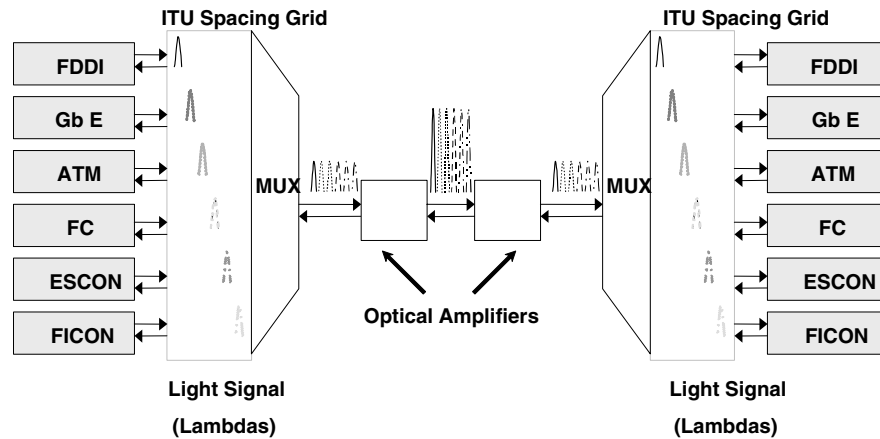 ITU Spacing Grid
ITU Spacing Grid
FDDI
Gb E
ATM
FC
ESCON
FICON
MUX
MUX
FDDI
Gb E
ATM
FC
ESCON
FICON
Optical Amplifiers
Light Signal
(Lambdas)
Light Signal
(Lambdas)